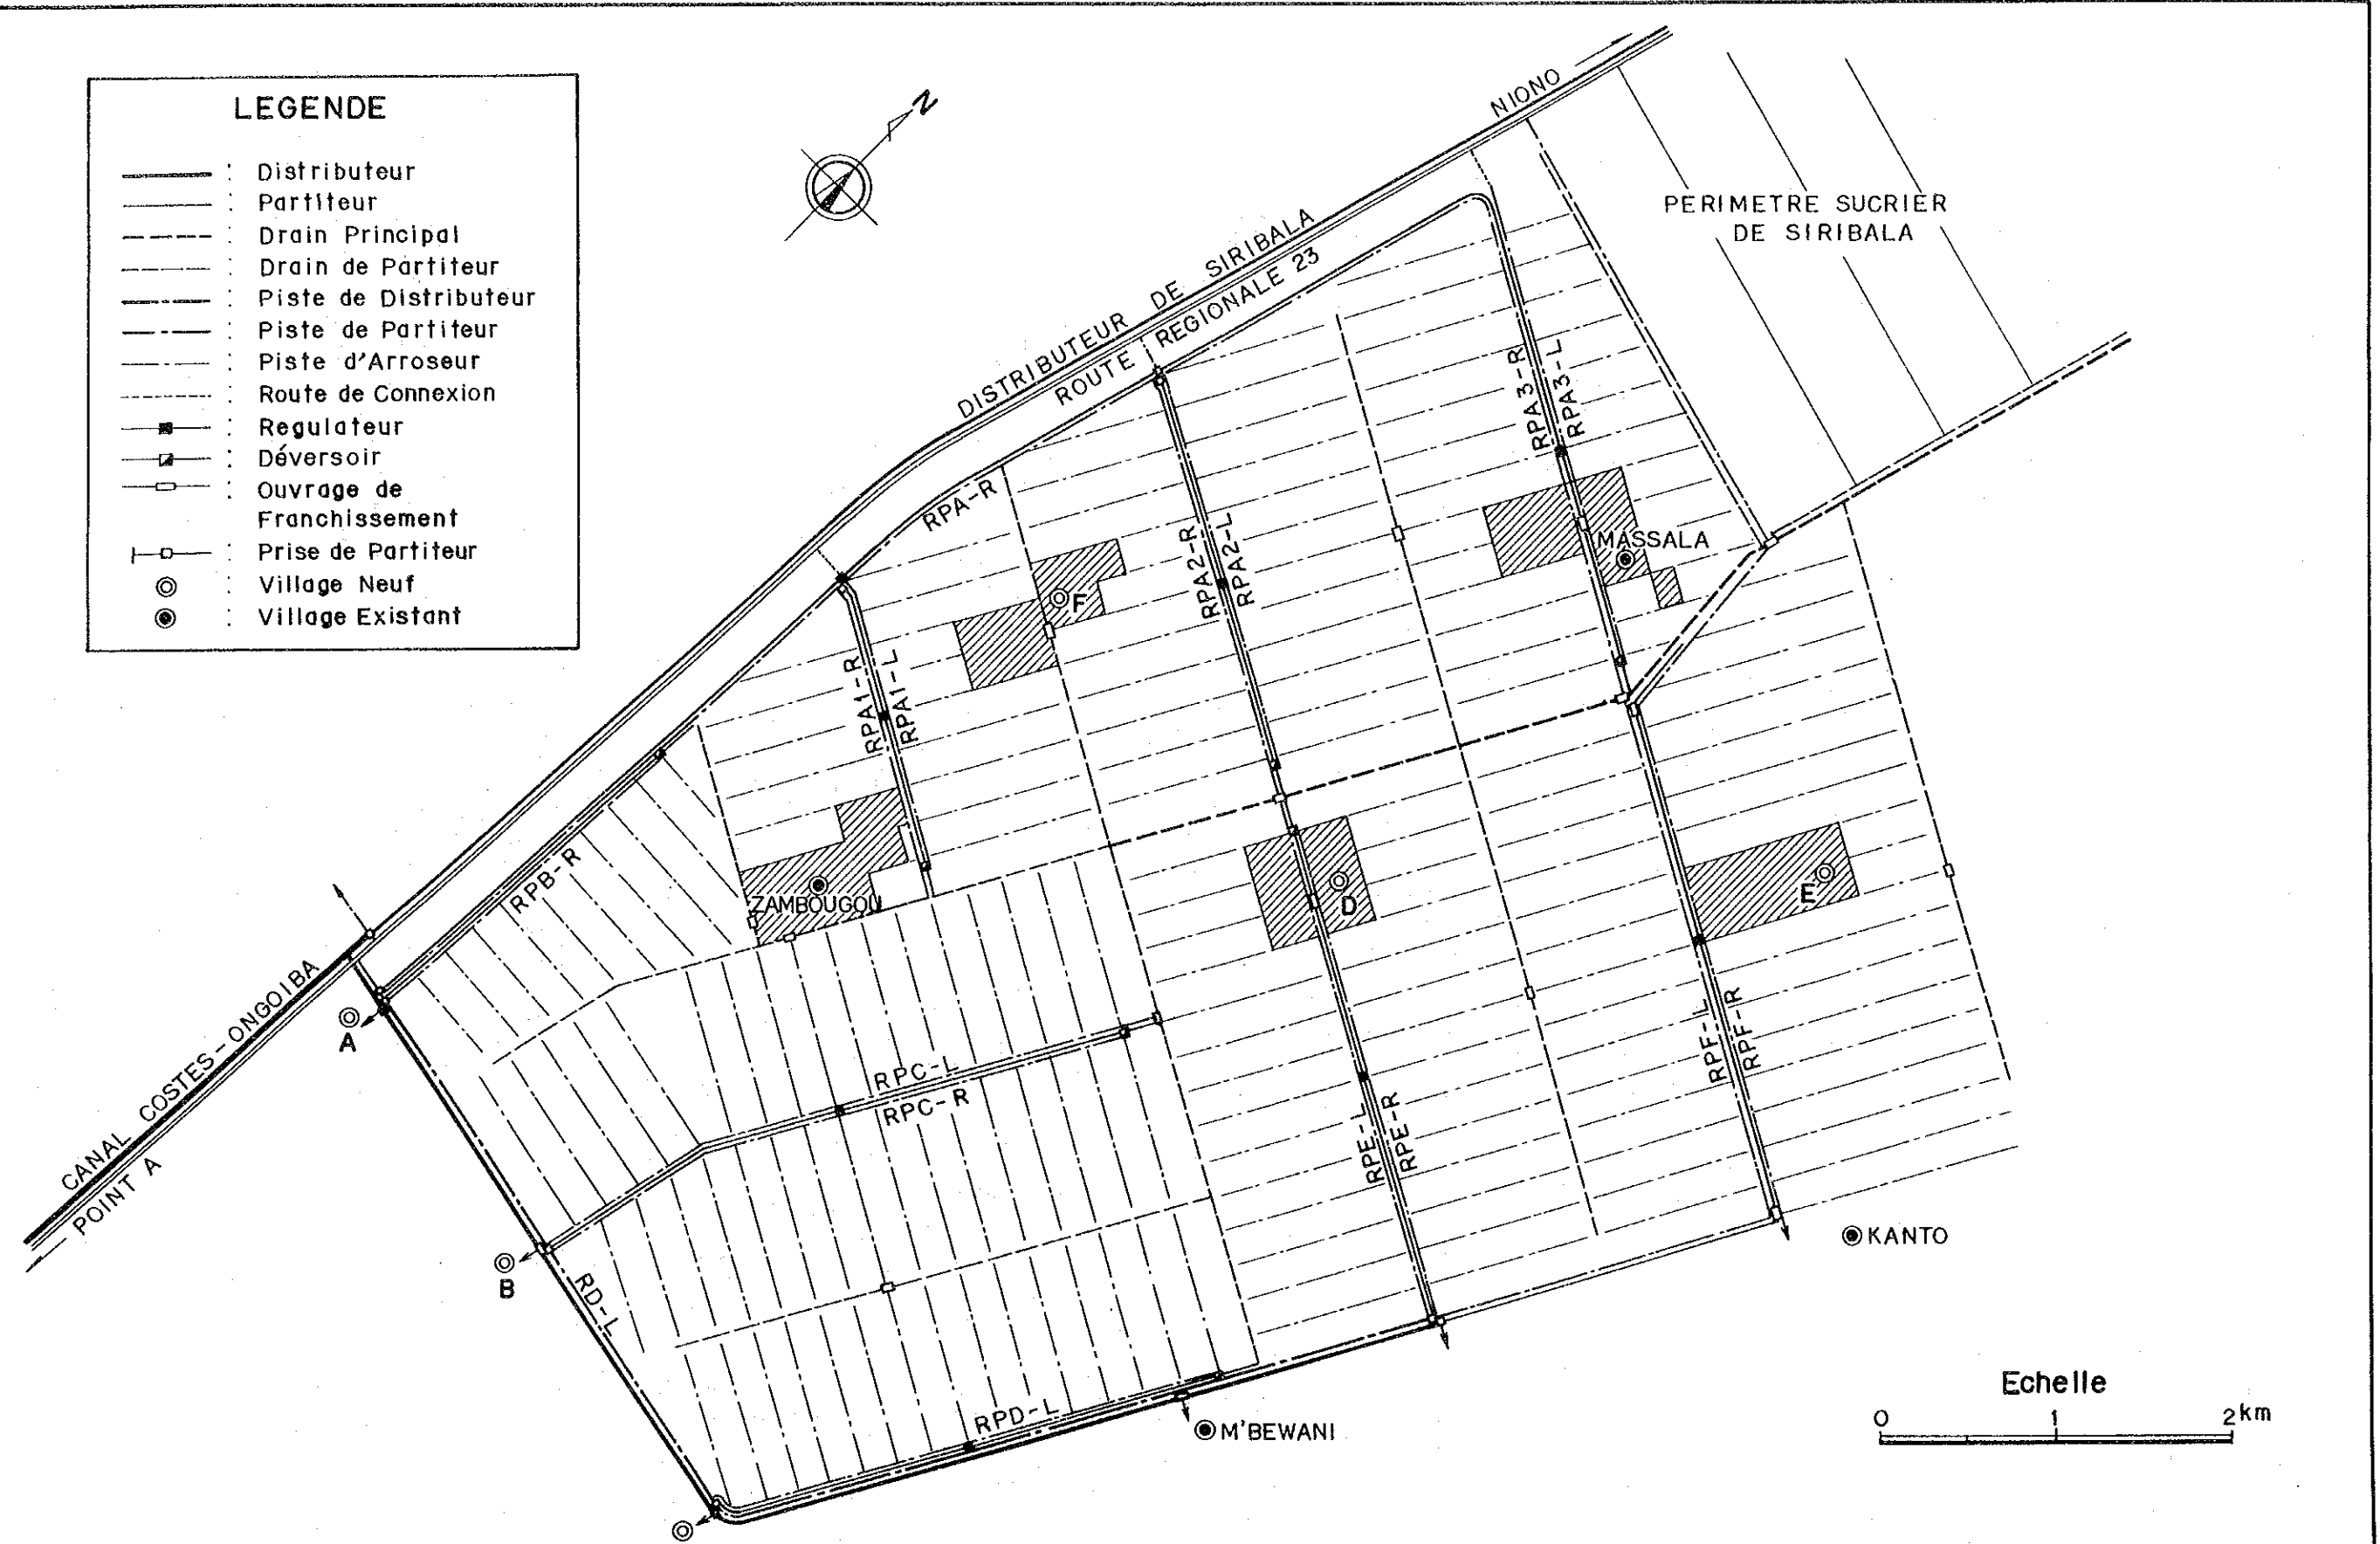 LEGENDE
Distributeur
Partiteur
Drain Principal
Drain de Partiteur
Piste de Distributeur
Piste de Partiteur
Piste d'Arroseur
Route de Connexion
Regulateur
Déversoir
Ouvrage de
Franchissement
Prise de Partiteur
Village Neuf
Village Existant
N
NIONO
PERIMETRE SUCRIER
DE SIRIBALA
DISTRIBUTEUR DE SIRIBALA
ROUTE REGIONALE 23
RPA-R
RPA3-R
RPA3-L
RPA2-R
RPA2-L
MASSALA
F
RPA1-R
RPA1-L
RPB-R
ZAMBOUGOU
D
E
CANAL COSTES-ONGOIBA
POINT A
A
RPC-L
RPC-R
RPF-L
RPF-R
RPE-L
RPE-R
B
RD-L
KANTO
RPD-L
M'BEWANI
Echelle
0 1 2km